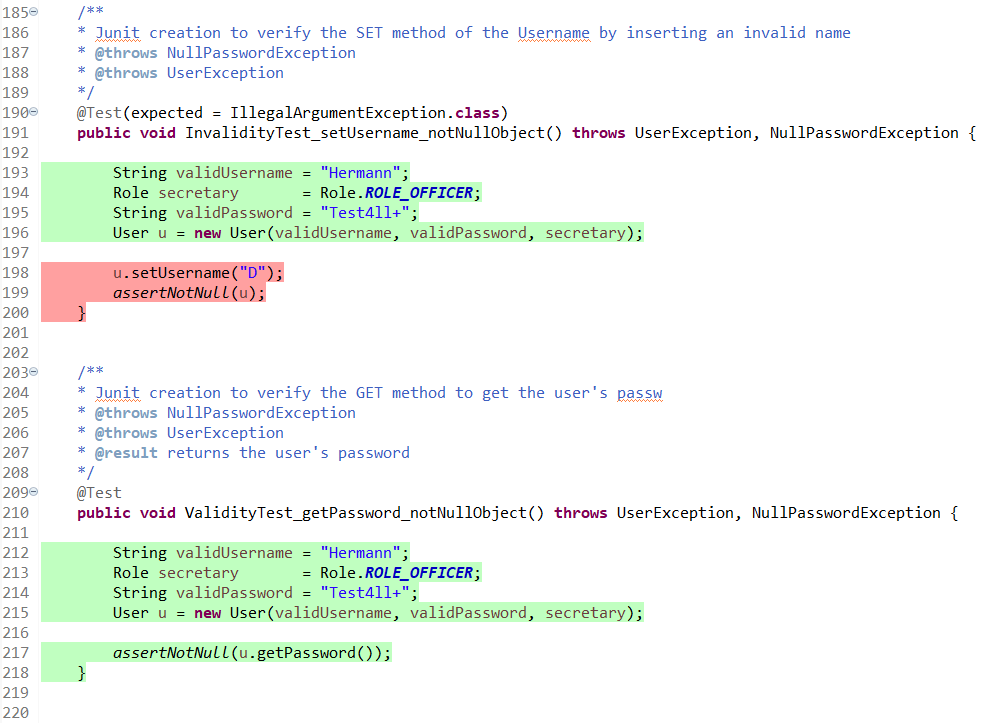 185 /**
186 * Junit creation to verify the SET method of the Username by inserting an invalid name
187 * @throws NullPasswordException
188 * @throws UserException
189 */
190 @Test(expected = IllegalArgumentException.class)
191 public void InvalidityTest_setUsername_notNullObject() throws UserException, NullPasswordException {
192
193 String validUsername = "Hermann";
194 Role secretary = Role.ROLE_OFFICER;
195 String validPassword = "Test4ll+";
196 User u = new User(validUsername, validPassword, secretary);
197
198 u.setUsername("D");
199 assertNotNull(u);
200 }
201
202
203 /**
204 * Junit creation to verify the GET method to get the user's passw
205 * @throws NullPasswordException
206 * @throws UserException
207 * @result returns the user's password
208 */
209 @Test
210 public void ValidityTest_getPassword_notNullObject() throws UserException, NullPasswordException {
211
212 String validUsername = "Hermann";
213 Role secretary = Role.ROLE_OFFICER;
214 String validPassword = "Test4ll+";
215 User u = new User(validUsername, validPassword, secretary);
216
217 assertNotNull(u.getPassword());
218 }
219
220